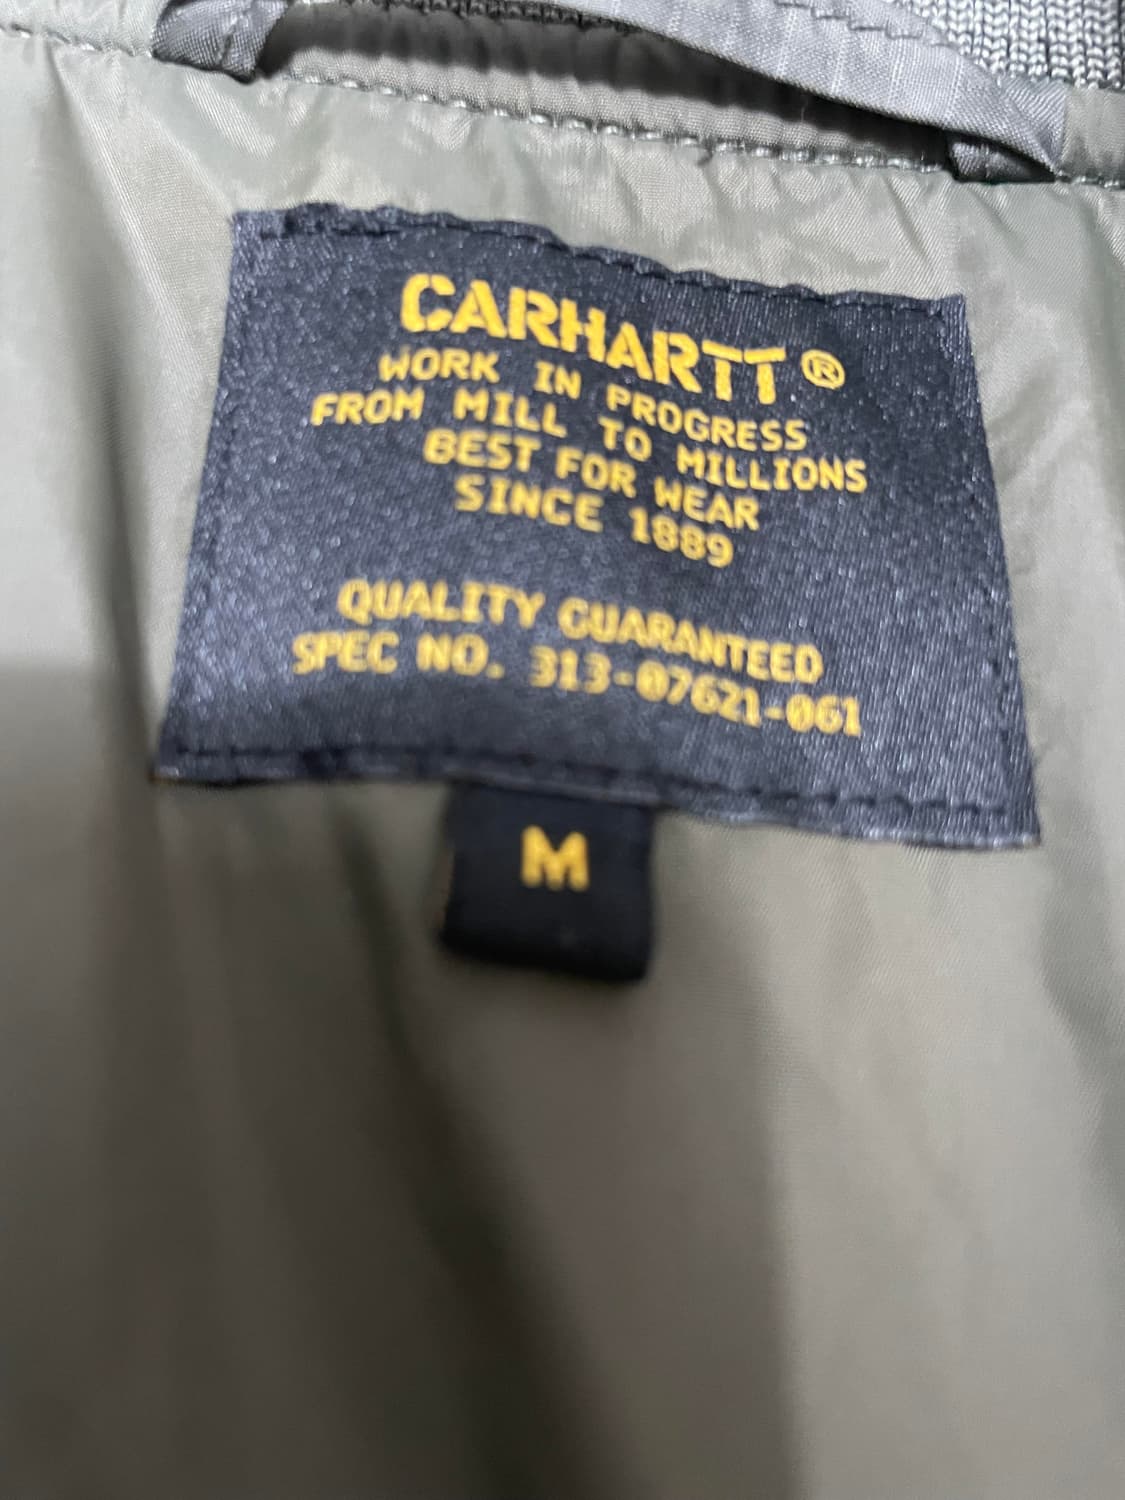 CARHARTT®
WORK IN PROGRESS
FROM MILL TO MILLIONS
BEST FOR WEAR
SINCE 1889
QUALITY GUARANTEED
SPEC NO. 313-07621-061
M